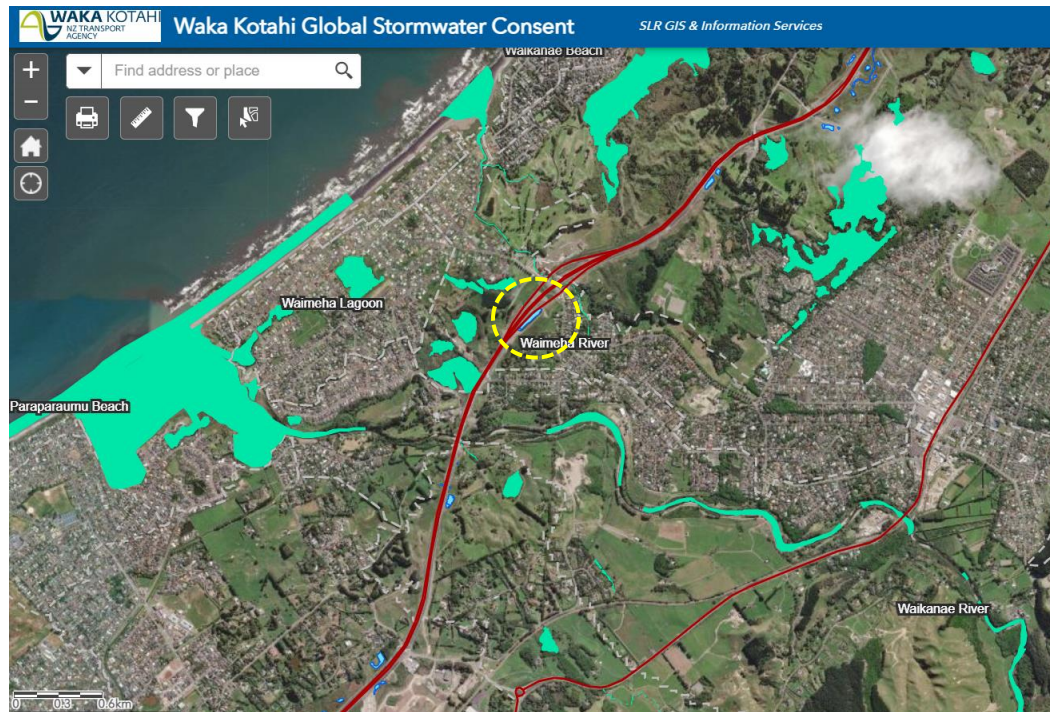 WAKA KOTAHI
NZ TRANSPORT
AGENCY
Waka Kotahi Global Stormwater Consent
SLR GIS & Information Services
Find address or place
Waikanae Beach
Waimeha Lagoon
Waimeha River
Paraparaumu Beach
Waikanae River
0 0.3 0.6km